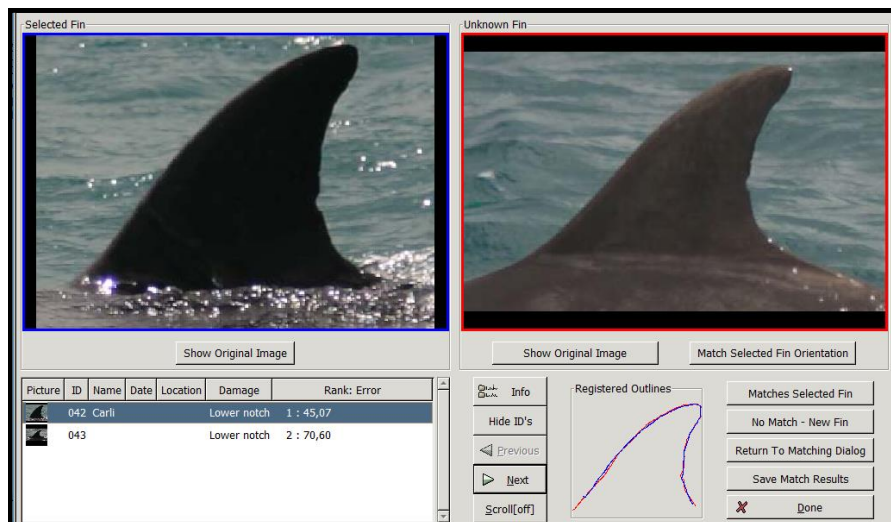 Selected Fin
Unknown Fin
Show Original Image
Show Original Image
Match Selected Fin Orientation
Picture ID Name Date Location Damage Rank: Error
042 Carli Lower notch 1 : 45,07
043 Lower notch 2 : 70,60
Info
Hide ID's
Previous
Next
Scroll[off]
Registered Outlines
Matches Selected Fin
No Match - New Fin
Return To Matching Dialog
Save Match Results
Done